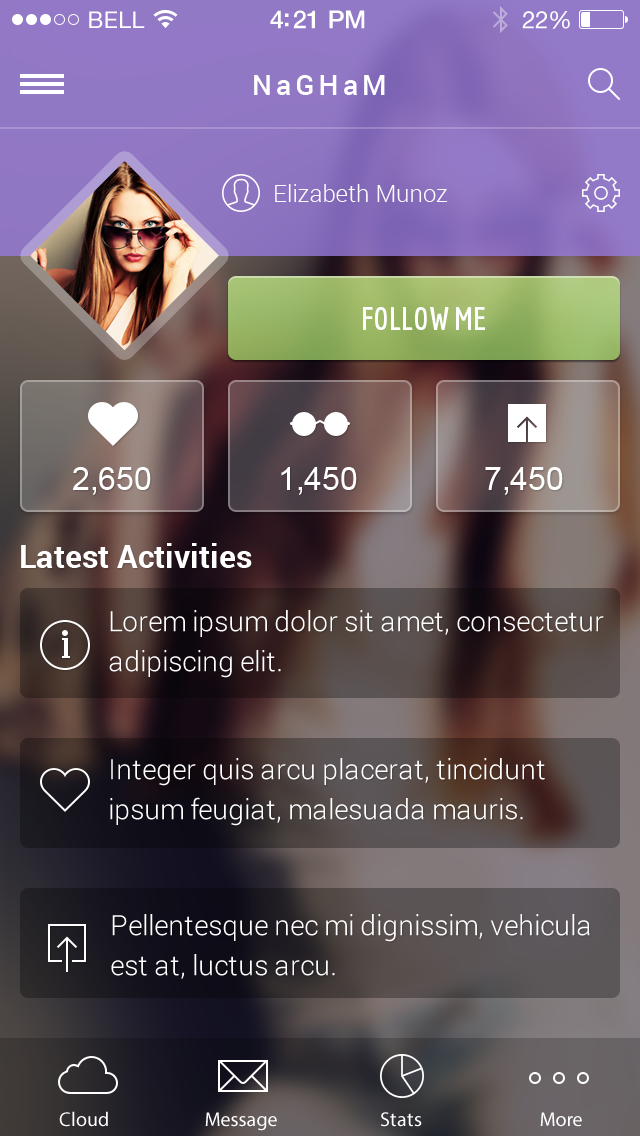 BELL 4:21 PM 22%
NaGHaM
Elizabeth Munoz
FOLLOW ME
2,650 1,450 7,450
Latest Activities
Lorem ipsum dolor sit amet, consectetur
adipiscing elit.
Integer quis arcu placerat, tincidunt
ipsum feugiat, malesuada mauris.
Pellentesque nec mi dignissim, vehicula
est at, luctus arcu.
Cloud Message Stats More